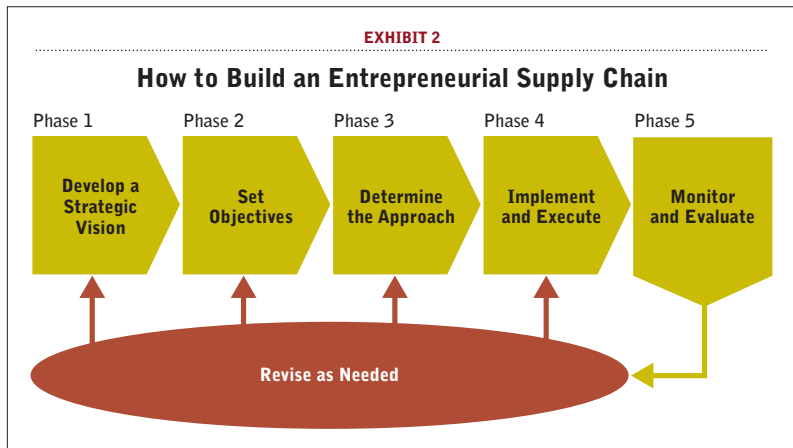 EXHIBIT 2
How to Build an Entrepreneurial Supply Chain
Phase 1
Develop a
Strategic
Vision
Phase 2
Set
Objectives
Phase 3
Determine
the Approach
Phase 4
Implement
and Execute
Phase 5
Monitor
and Evaluate
Revise as Needed